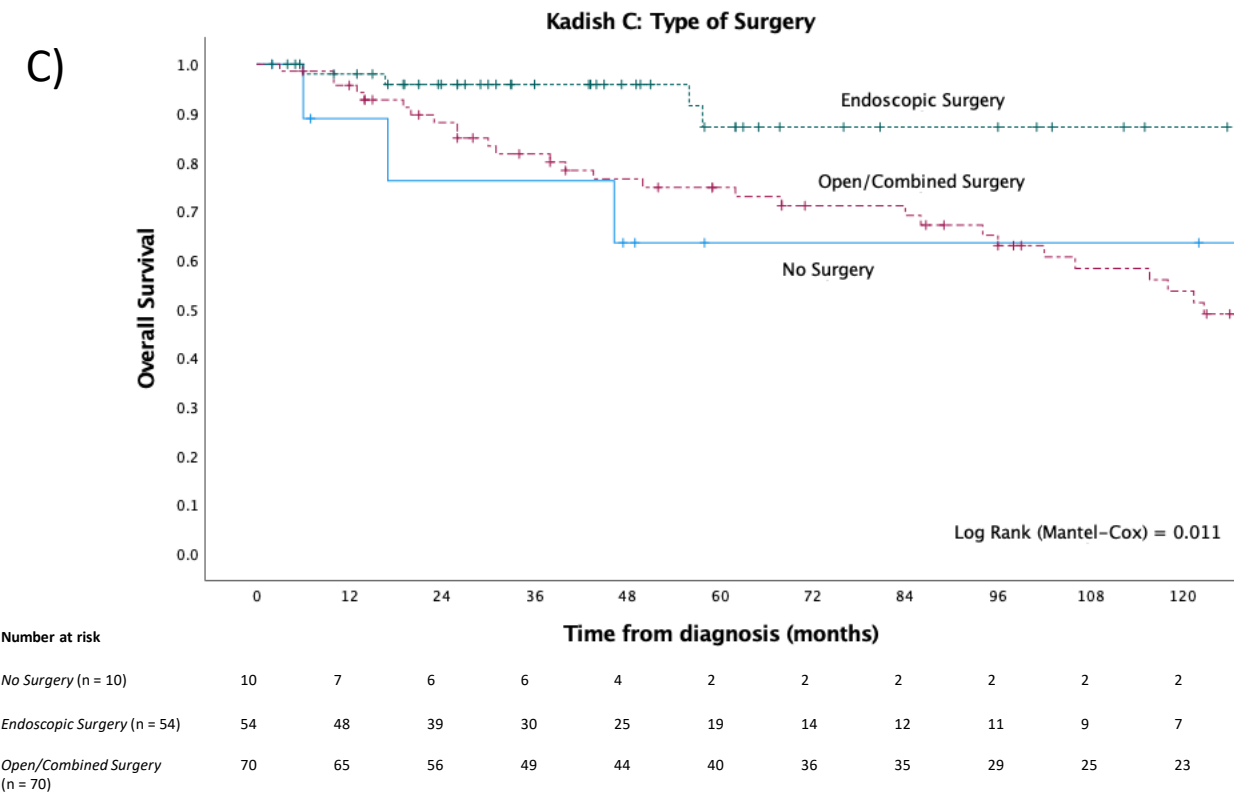 Kadish C: Type of Surgery
C)
Overall Survival
1.0
0.9
0.8
0.7
0.6
0.5
0.4
0.3
0.2
0.1
0.0
Endoscopic Surgery
Open/Combined Surgery
No Surgery
Log Rank (Mantel-Cox) = 0.011
0 12 24 36 48 60 72 84 96 108 120
Time from diagnosis (months)
Number at risk
No Surgery (n = 10) 10 7 6 6 4 2 2 2 2 2 2
Endoscopic Surgery (n = 54) 54 48 39 30 25 19 14 12 11 9 7
Open/Combined Surgery 70 65 56 49 44 40 36 35 29 25 23
(n = 70)